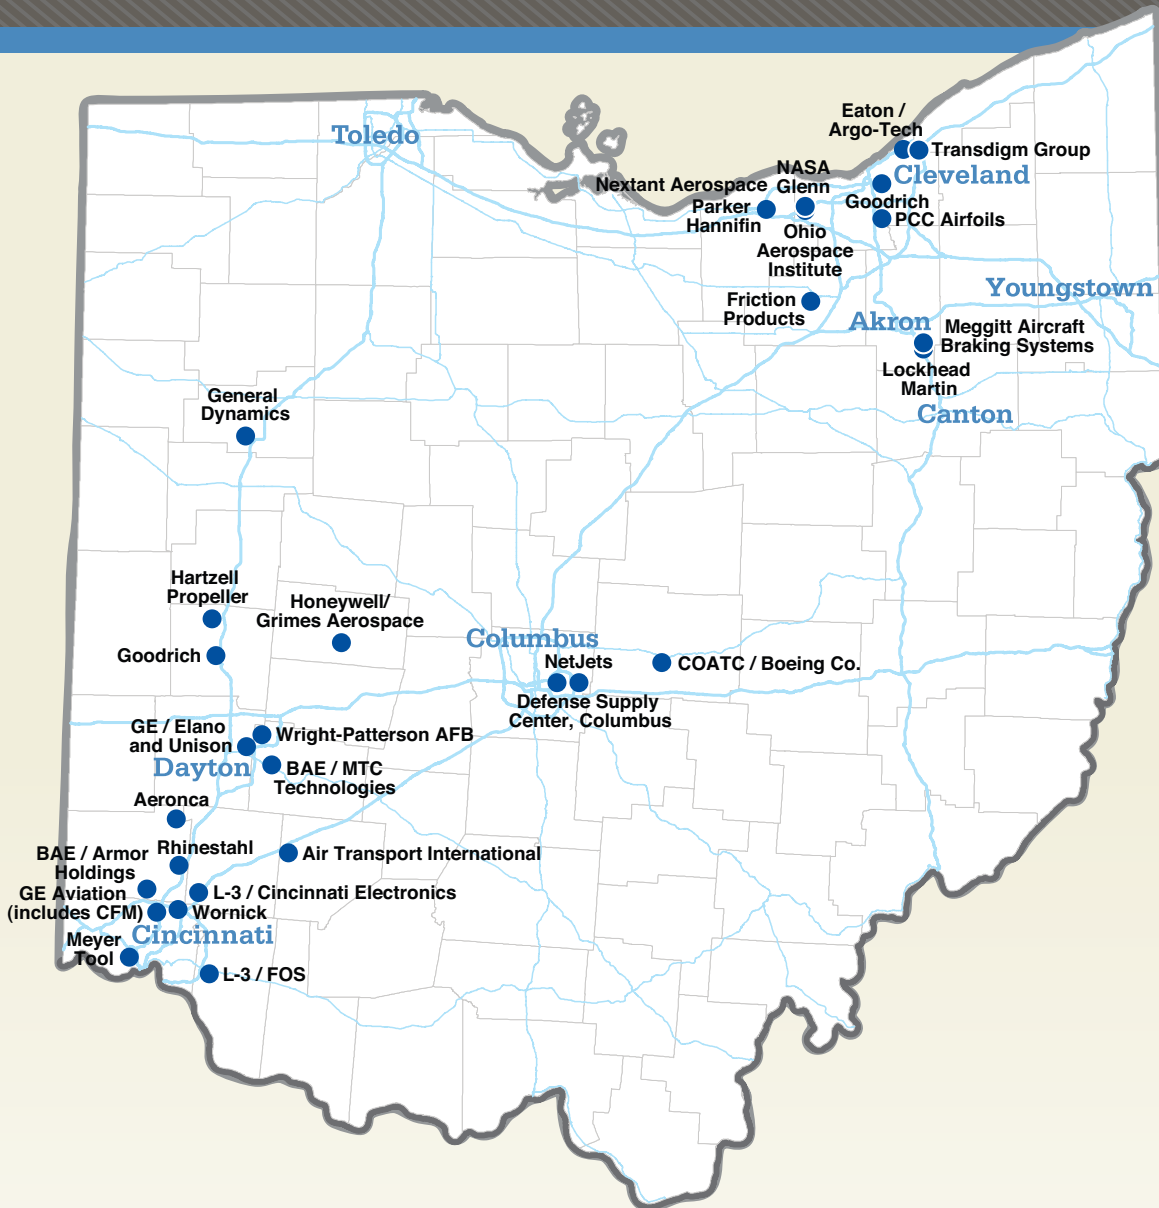 Eaton /
Argo-Tech
Toledo
Transdigm Group
NASA
Glenn
Cleveland
Nextant Aerospace
Parker
Hannifin
Goodrich
PCC Airfoils
Ohio
Aerospace
Institute
Youngstown
Friction
Products
Akron
Meggitt Aircraft
Braking Systems
Lockhead
Martin
General
Dynamics
Canton
Hartzell
Propeller
Honeywell/
Grimes Aerospace
Columbus
Goodrich
NetJets
COATC / Boeing Co.
Defense Supply
Center, Columbus
GE / Elano
and Unison
Wright-Patterson AFB
Dayton
BAE / MTC
Technologies
Aeronca
Rhinestahl
BAE / Armor
Holdings
Air Transport International
GE Aviation
(includes CFM)
L-3 / Cincinnati Electronics
Wornick
Cincinnati
Meyer
Tool
L-3 / FOS